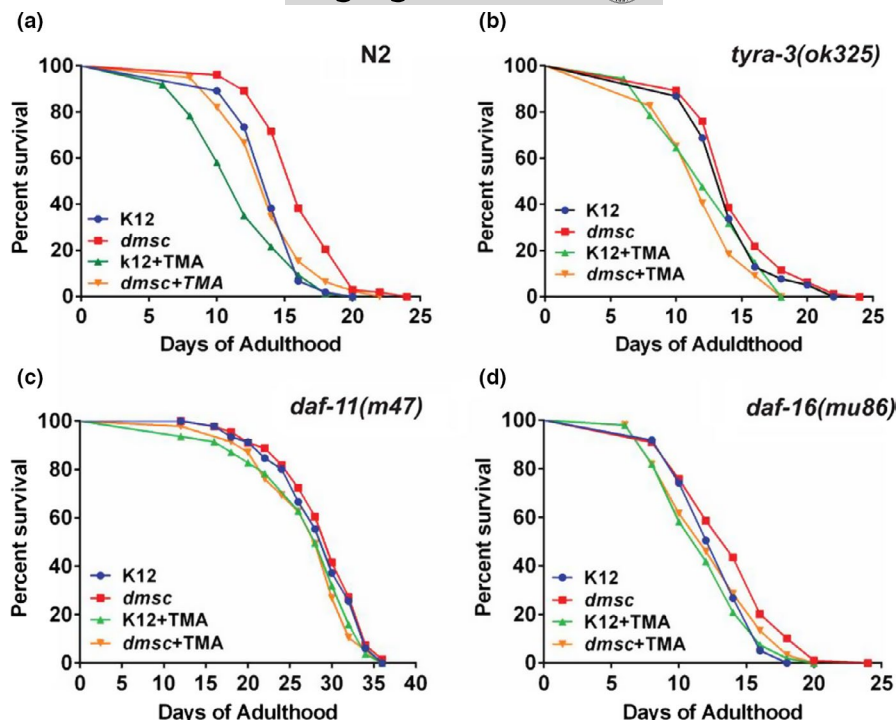 (a)
N2
Percent survival
100
80
60
40
20
0
K12
dmsc
k12+TMA
dmsc+TMA
0 5 10 15 20 25
Days of Adulthood
(b)
tyra-3(ok325)
Percent survival
100
80
60
40
20
0
K12
dmsc
K12+TMA
dmsc+TMA
0 5 10 15 20 25
Days of Adultdhood
(c)
daf-11(m47)
Percent survival
100
80
60
40
20
0
K12
dmsc
K12+TMA
dmsc+TMA
0 5 10 15 20 25 30 36 40
Days of Adulthood
(d)
daf-16(mu86)
Percent survival
100
80
60
40
20
0
K12
dmsc
K12+TMA
dmsc+TMA
0 5 10 15 20 25
Days of Adulthood